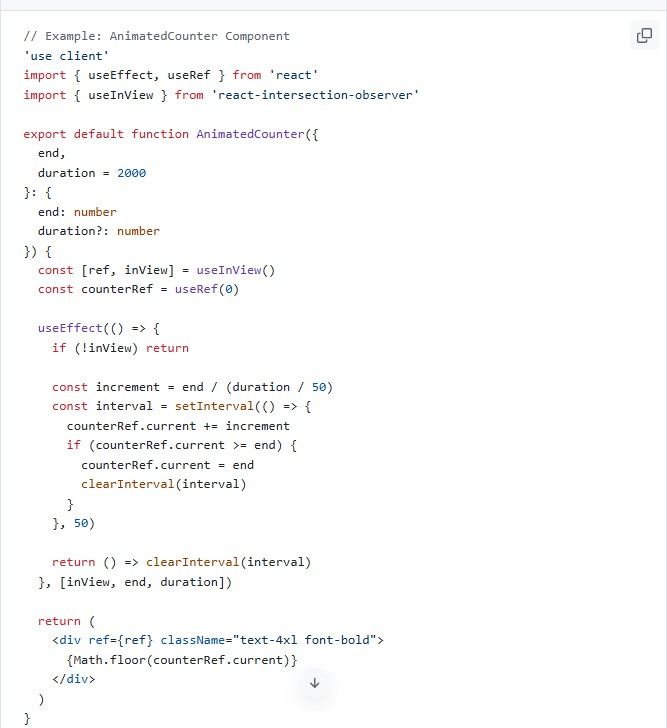 // Example: AnimatedCounter Component
'use client'
import { useEffect, useRef } from 'react'
import { useInView } from 'react-intersection-observer'

export default function AnimatedCounter({
  end,
  duration = 2000
}: {
  end: number
  duration?: number
}) {
  const [ref, inView] = useInView()
  const counterRef = useRef(0)

  useEffect(() => {
    if (!inView) return

    const increment = end / (duration / 50)
    const interval = setInterval(() => {
      counterRef.current += increment
      if (counterRef.current >= end) {
        counterRef.current = end
        clearInterval(interval)
      }
    }, 50)

    return () => clearInterval(interval)
  }, [inView, end, duration])

  return (
    <div ref={ref} className="text-4xl font-bold">
      {Math.floor(counterRef.current)}
    </div>
  )
}